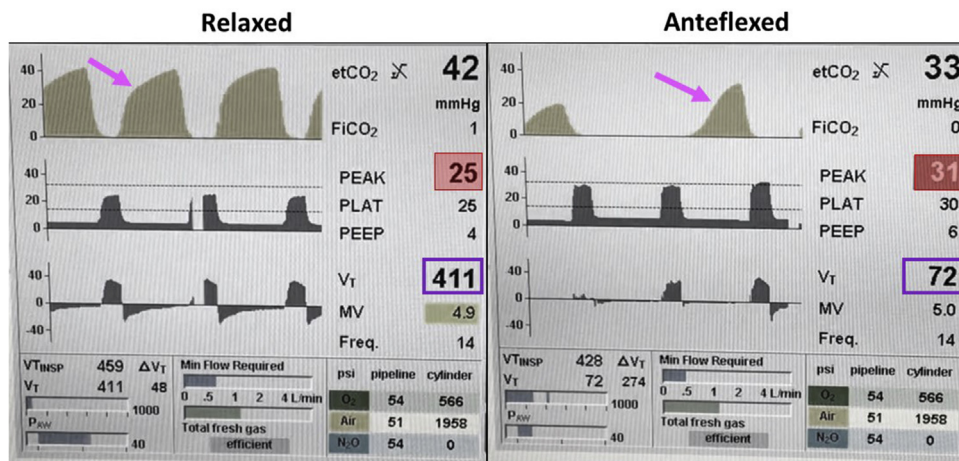 Relaxed
40
20
0
etCO2 42
mmHg
FiCO2 1
40
20
0
PEAK 25
PLAT 25
PEEP 4
40
0
-40
VT 411
MV 4.9
Freq. 14
VTINSP 459 ΔVT
VT 411 48
1000
PAW
40
Min Flow Required
0 .5 1 2 4 L/min
Total fresh gas
efficient
psi pipeline cylinder
O2 54 566
Air 51 1958
N2O 54 0
Anteflexed
40
20
0
etCO2 33
mmHg
FiCO2 0
40
20
0
PEAK 31
PLAT 30
PEEP 6
40
0
-40
VT 72
MV 5.0
Freq. 14
VTINSP 428 ΔVT
VT 72 274
1000
PAW
40
Min Flow Required
0 .5 1 2 4 L/min
Total fresh gas
efficient
psi pipeline cylinder
O2 54 566
Air 51 1958
N2O 54 0